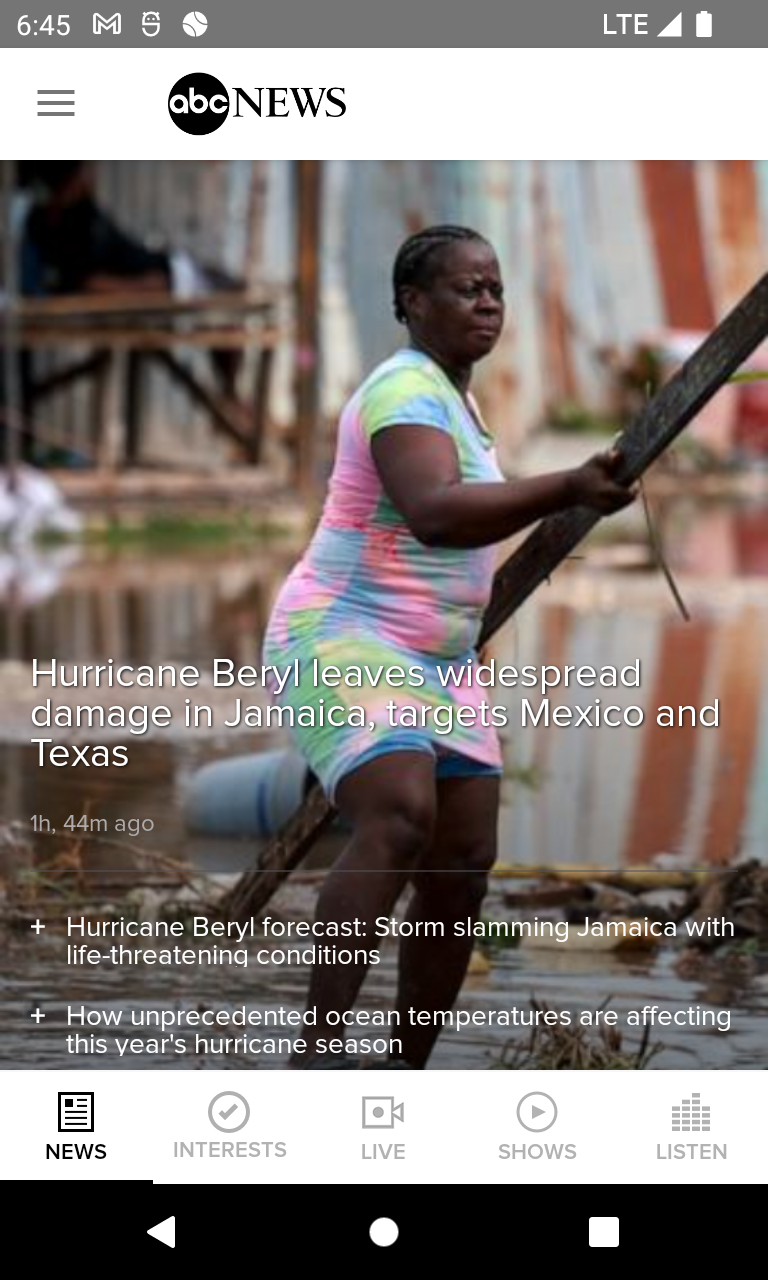 6:45 LTE
abc NEWS
Hurricane Beryl leaves widespread
damage in Jamaica, targets Mexico and
Texas
1h, 44m ago
+ Hurricane Beryl forecast: Storm slamming Jamaica with
life-threatening conditions
+ How unprecedented ocean temperatures are affecting
this year's hurricane season
NEWS INTERESTS LIVE SHOWS LISTEN